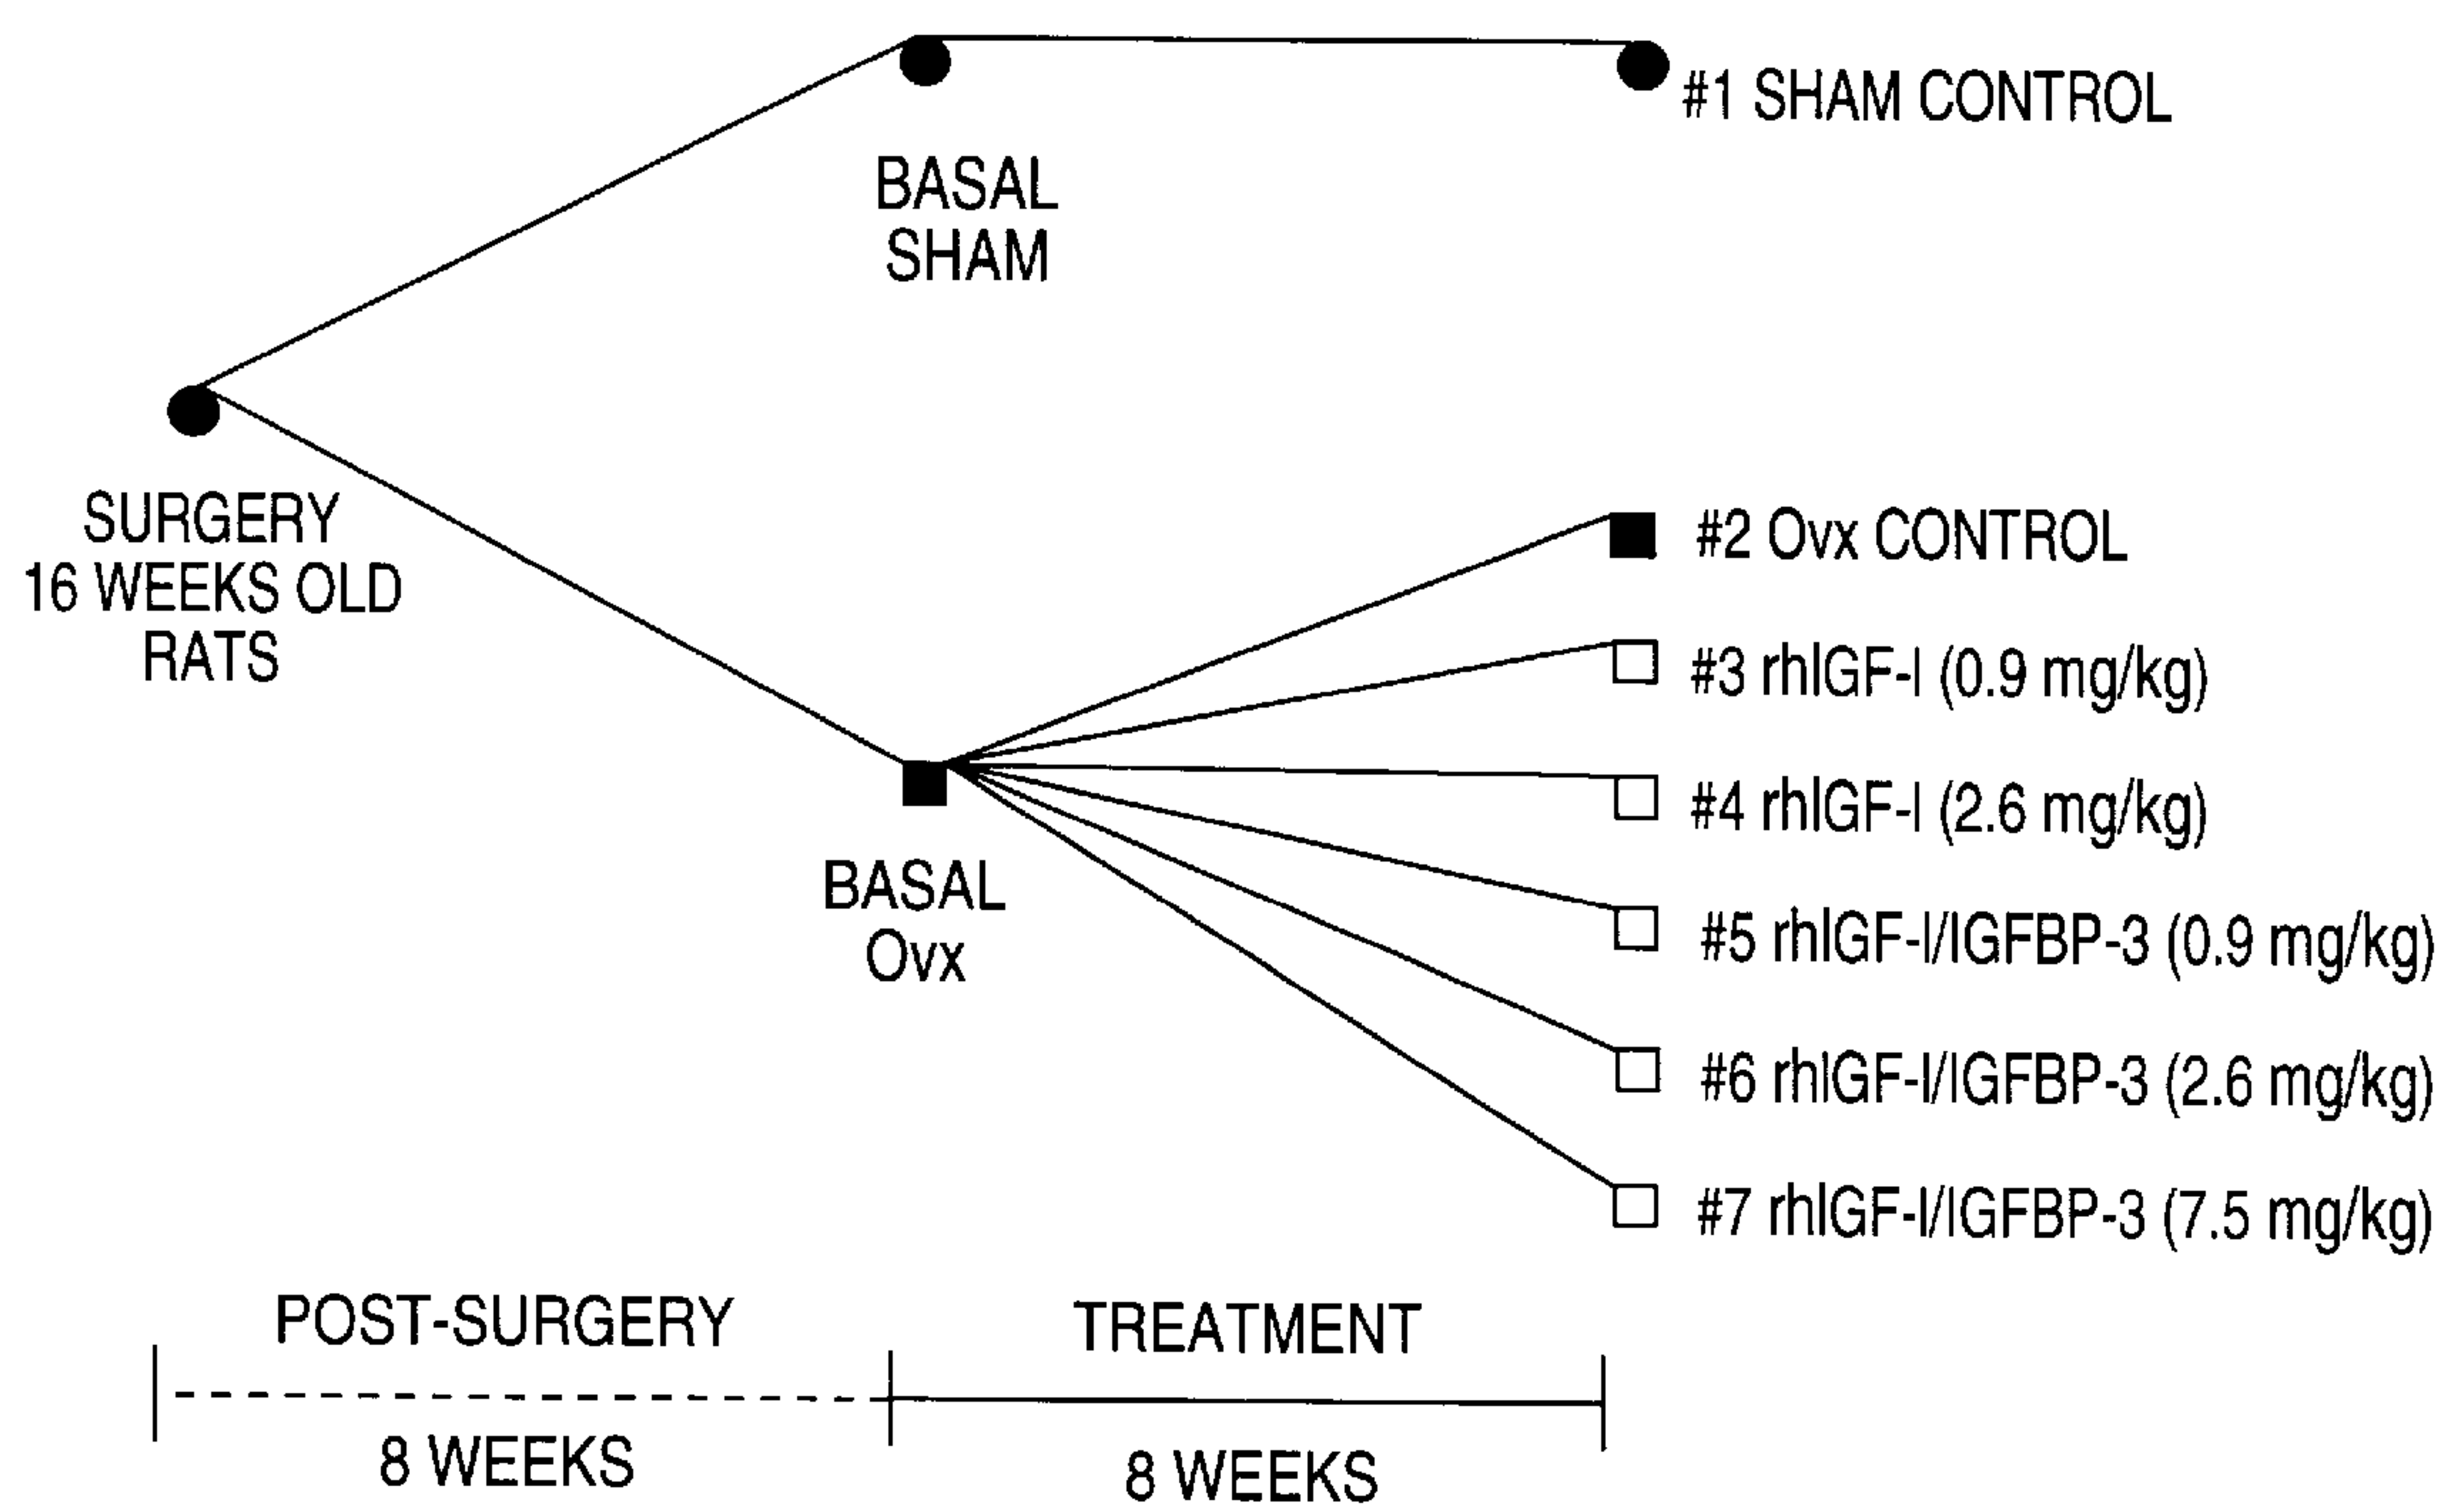 #1 SHAM CONTROL
BASAL
SHAM
SURGERY
16 WEEKS OLD
RATS
#2 Ovx CONTROL
#3 rhIGF-I (0.9 mg/kg)
#4 rhIGF-I (2.6 mg/kg)
BASAL
Ovx
#5 rhIGF-I/IGFBP-3 (0.9 mg/kg)
#6 rhIGF-I/IGFBP-3 (2.6 mg/kg)
#7 rhIGF-I/IGFBP-3 (7.5 mg/kg)
POST-SURGERY
8 WEEKS
TREATMENT
8 WEEKS